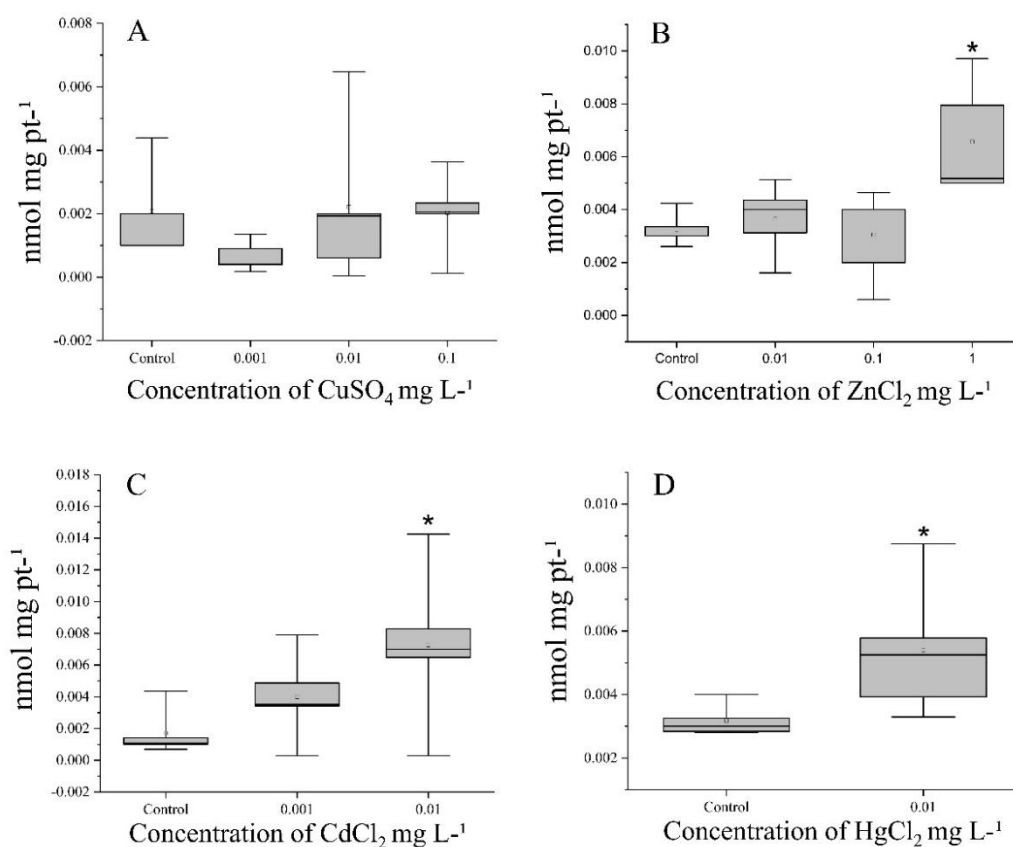 A
nmol mg pt-¹
0.008
0.006
0.004
0.002
0.000
-0.002
Control 0.001 0.01 0.1
Concentration of CuSO₄ mg L-¹
B
*
nmol mg pt-¹
0.010
0.008
0.006
0.004
0.002
0.000
Control 0.01 0.1 1
Concentration of ZnCl₂ mg L-¹
C
*
nmol mg pt-¹
0.018
0.016
0.014
0.012
0.010
0.008
0.006
0.004
0.002
0.000
-0.002
Control 0.001 0.01
Concentration of CdCl₂ mg L-¹
D
*
nmol mg pt-¹
0.010
0.008
0.006
0.004
0.002
Control 0.01
Concentration of HgCl₂ mg L-¹